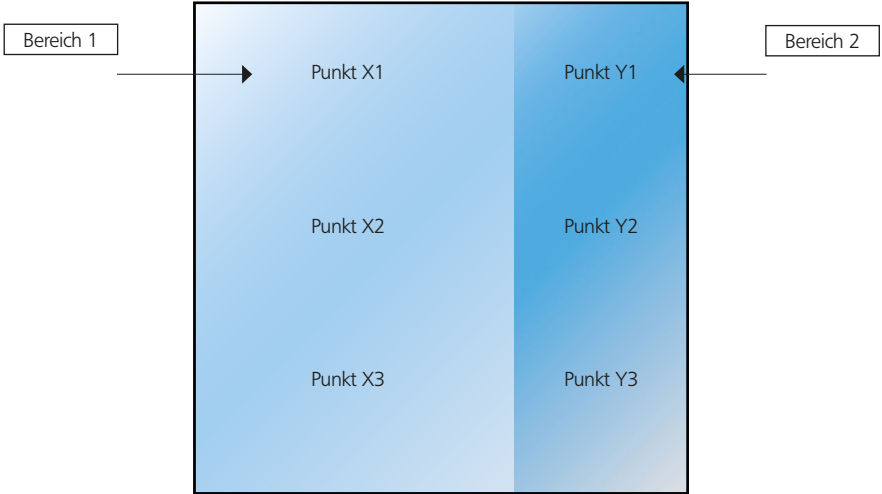 Bereich 1
Bereich 2
Punkt X1
Punkt Y1
Punkt X2
Punkt Y2
Punkt X3
Punkt Y3